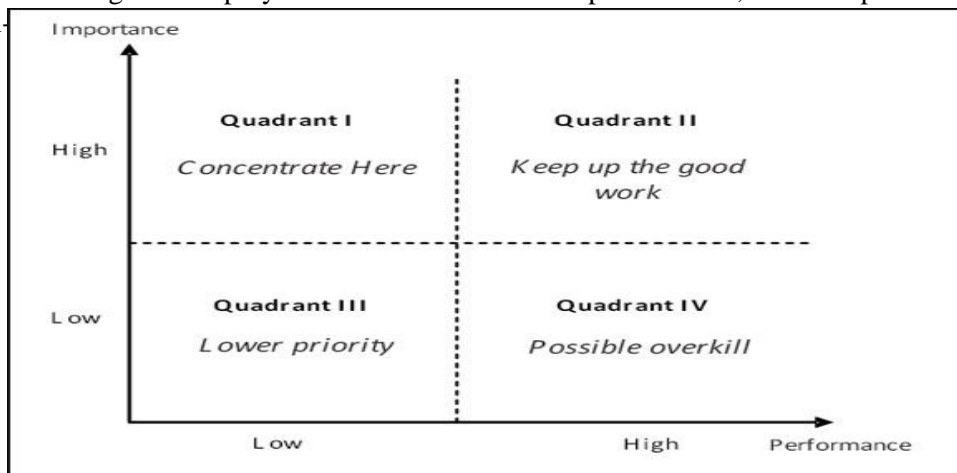 Importance
Quadrant I
Quadrant II
High
Concentrate Here
Keep up the good
work
Quadrant III
Quadrant IV
Low
Lower priority
Possible overkill
Low
High
Performance